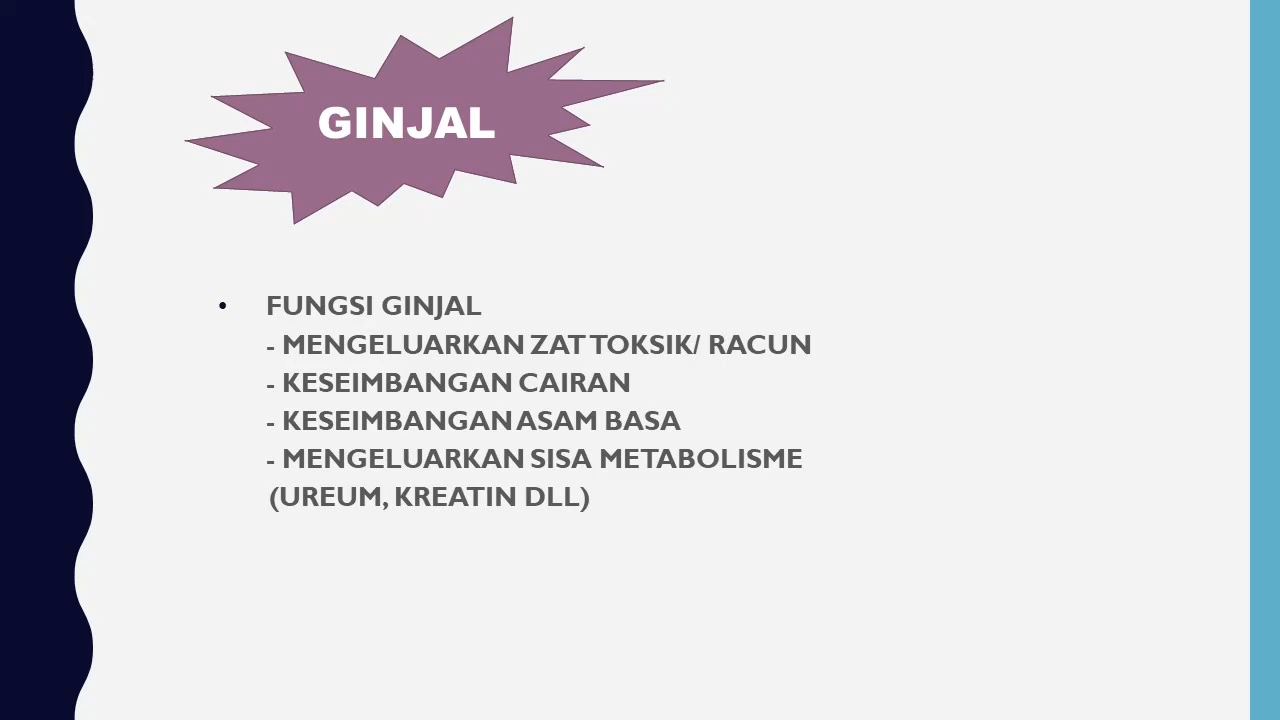 GINJAL
• FUNGSI GINJAL
- MENGELUARKAN ZAT TOKSIK/ RACUN
- KESEIMBANGAN CAIRAN
- KESEIMBANGAN ASAM BASA
- MENGELUARKAN SISA METABOLISME
(UREUM, KREATIN DLL)